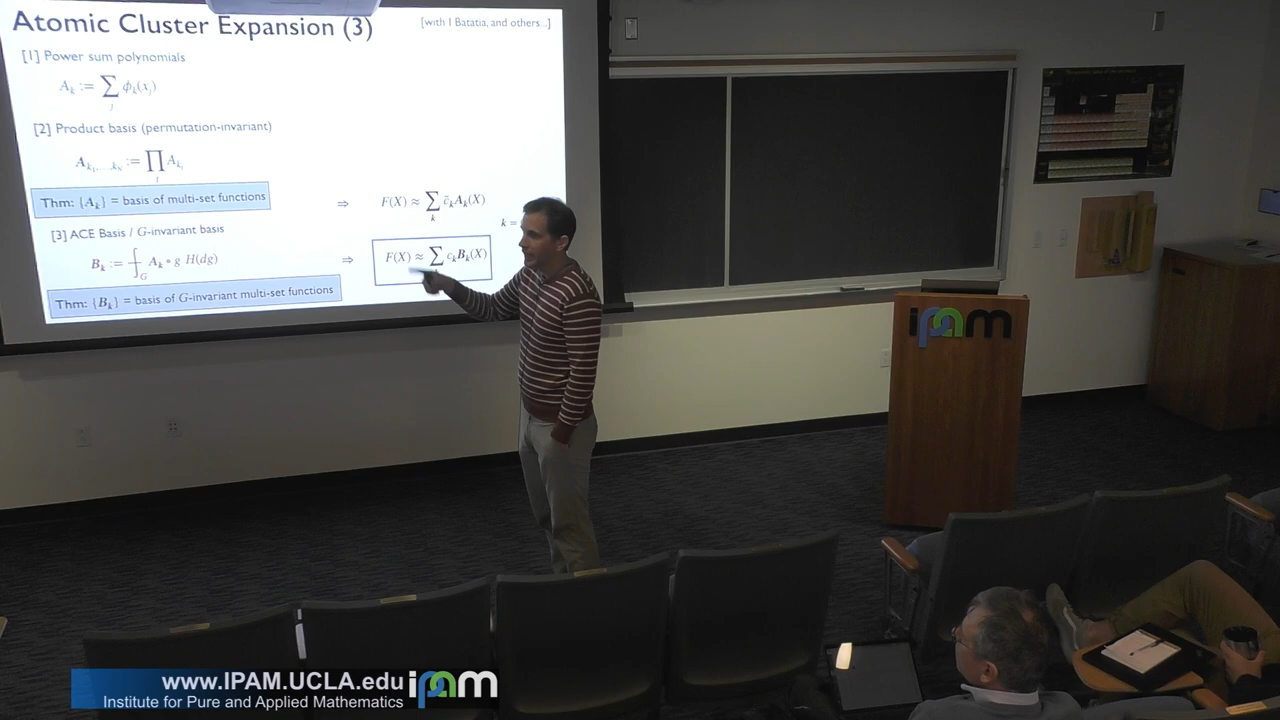 Atomic Cluster Expansion (3)
[with I Batatia, and others...]
[1] Power sum polynomials
A_k := ∑_j ϕ_k(x_j)
[2] Product basis (permutation-invariant)
A_{k_1,...,k_N} := ∏_t A_{k_t}
Thm: {A_k} = basis of multi-set functions
⇒ F(X) ≈ ∑_k c̃_k A_k(X)
k =
[3] ACE Basis / G-invariant basis
B_k := ⨍_G A_k ∘ g H(dg)
⇒ F(X) ≈ ∑ c_k B_k(X)
Thm: {B_k} = basis of G-invariant multi-set functions
ipam
www.IPAM.UCLA.edu
ipam
Institute for Pure and Applied Mathematics